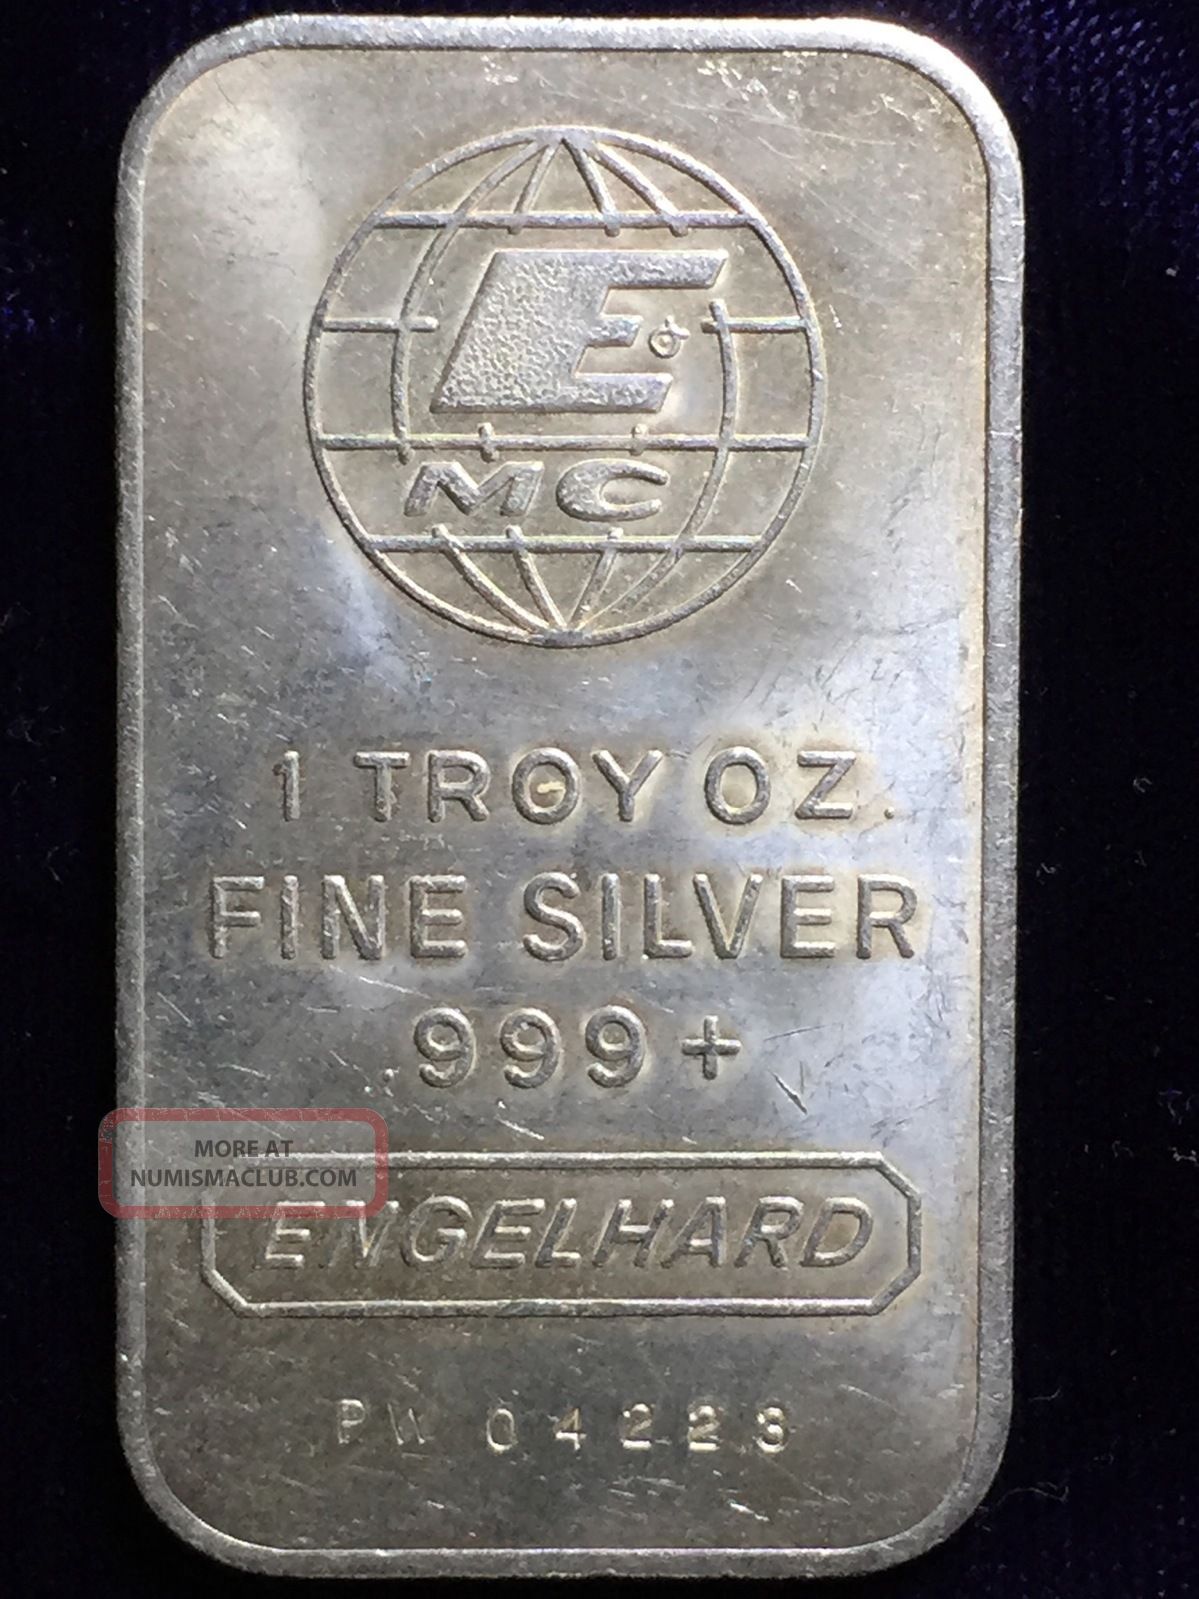 E
MC
1 TROY OZ.
FINE SILVER
.999+
MORE AT
NUMISMACLUB.COM
ENGELHARD
PW 04228